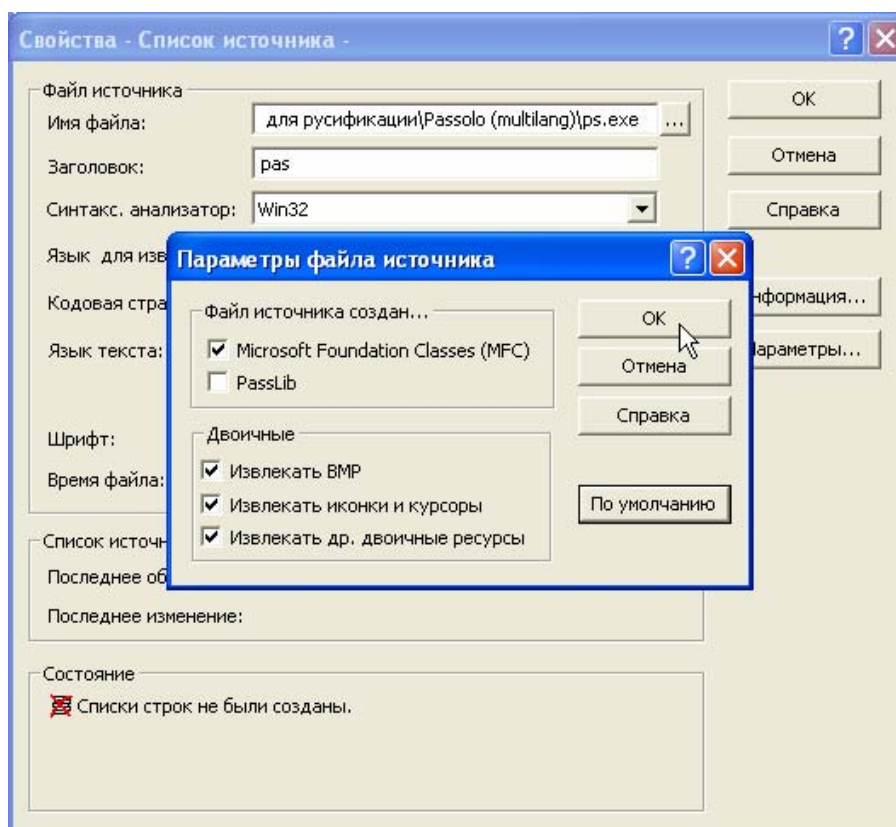 Свойства - Список источника -
Файл источника
Имя файла:
для русификации\Passolo (multilang)\ps.exe
...
OK
Заголовок:
pas
Отмена
Синтакс. анализатор:
Win32
Справка
Язык для изв
Кодовая стра
нформация...
Язык текста:
араметры...
Шрифт:
Время файла:
Параметры файла источника
Файл источника создан...
Microsoft Foundation Classes (MFC)
PassLib
OK
Отмена
Справка
Двоичные
Извлекать BMP
Извлекать иконки и курсоры
Извлекать др. двоичные ресурсы
По умолчанию
Список источн
Последнее об
Последнее изменение:
Состояние
Списки строк не были созданы.